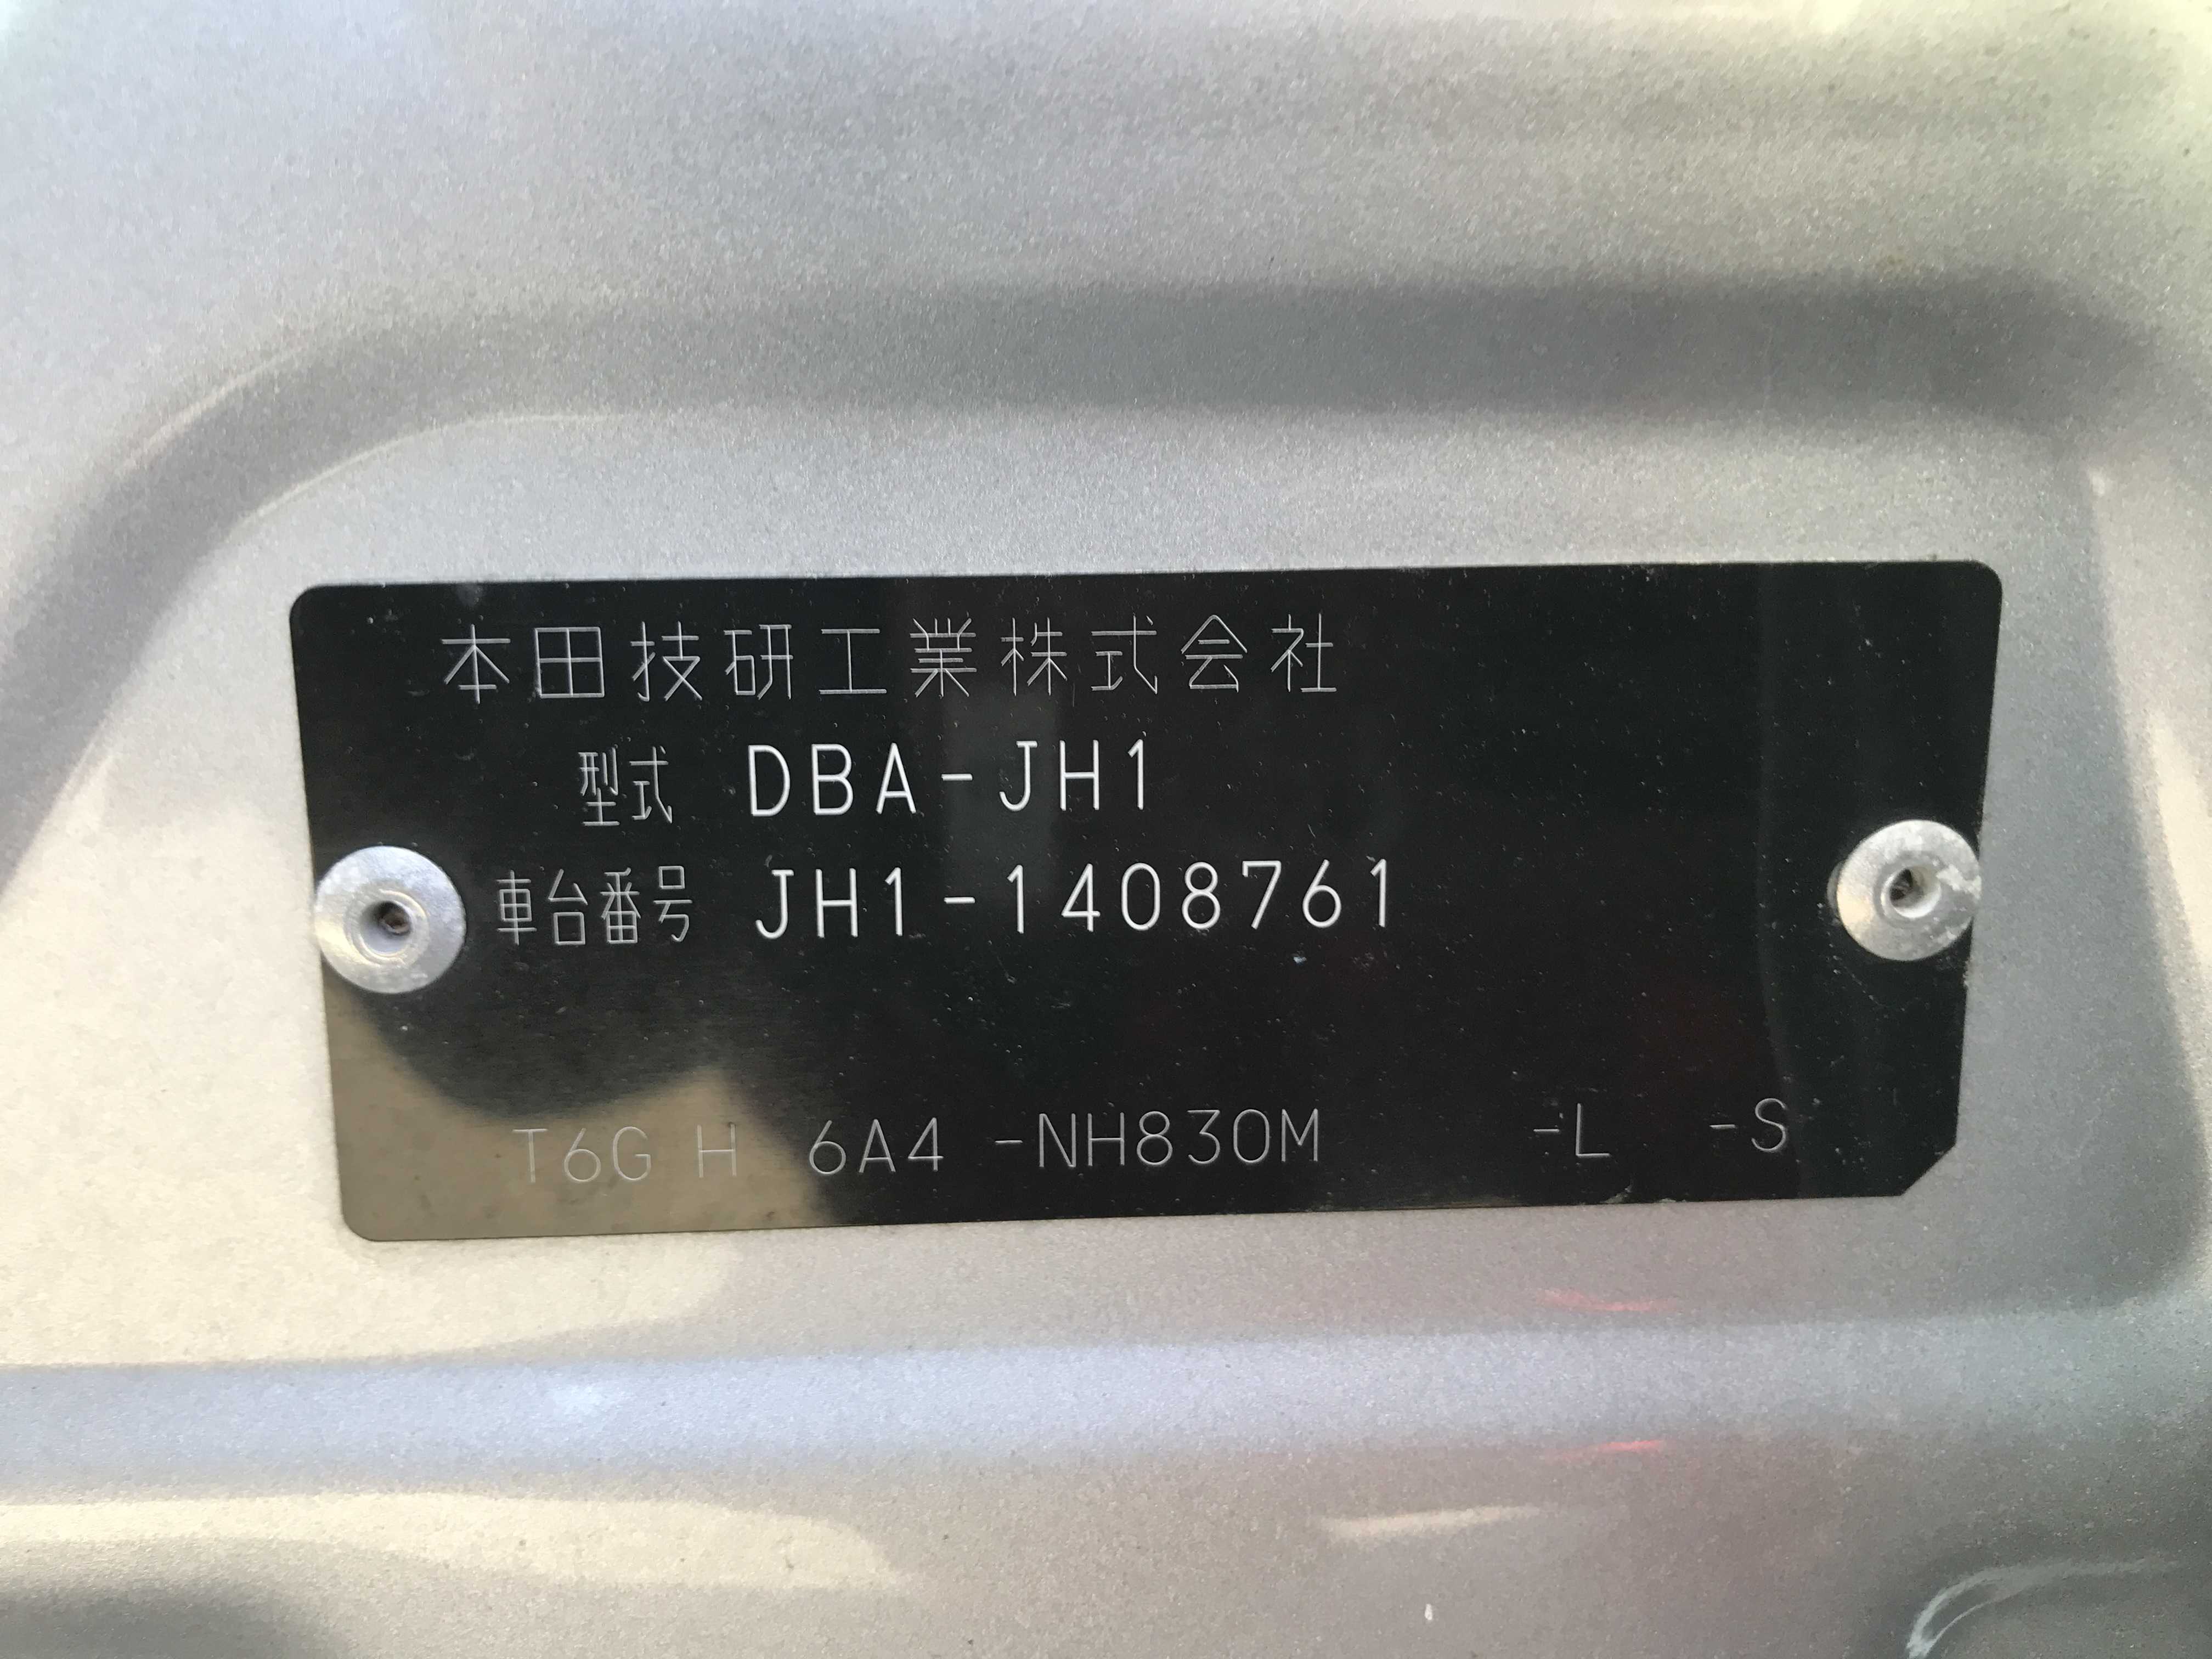 本田技研工業株式会社
型式 DBA-JH1
車台番号 JH1-1408761
T6G H 6A4 -NH830M -L -S